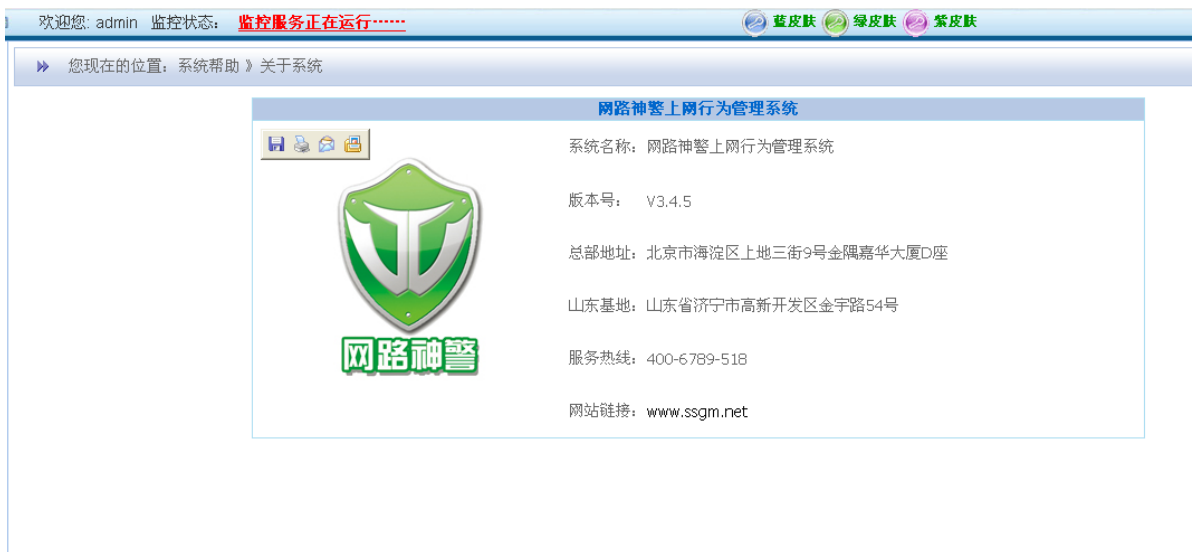 欢迎您: admin 监控状态： 监控服务正在运行…… 蓝皮肤 绿皮肤 紫皮肤
您现在的位置：系统帮助 》关于系统
网路神警上网行为管理系统
系统名称：网路神警上网行为管理系统
版本号： V3.4.5
总部地址：北京市海淀区上地三街9号金隅嘉华大厦D座
山东基地：山东省济宁市高新开发区金宇路54号
网路神警
服务热线：400-6789-518
网站链接：www.ssgm.net